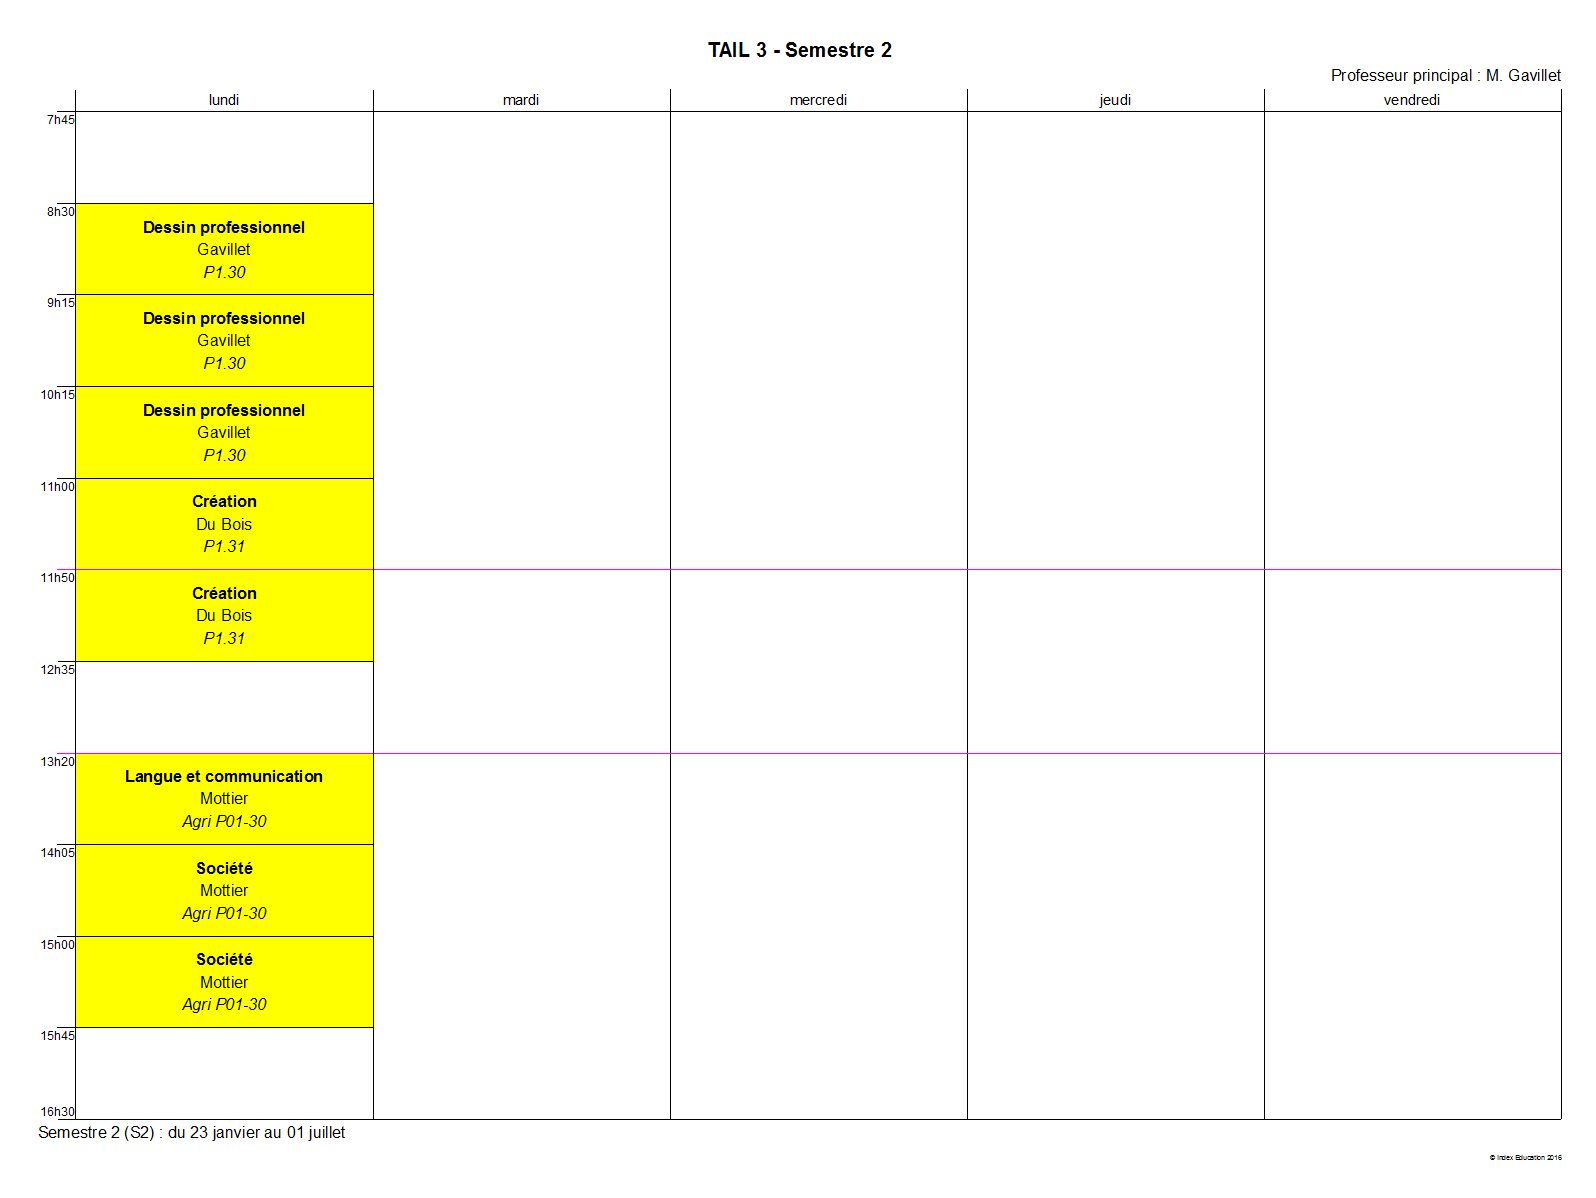 TAIL 3 - Semestre 2
Professeur principal : M. Gavillet
lundi
mardi
mercredi
jeudi
vendredi
7h45
8h30
Dessin professionnel
Gavillet
P1.30
9h15
Dessin professionnel
Gavillet
P1.30
10h15
Dessin professionnel
Gavillet
P1.30
11h00
Création
Du Bois
P1.31
11h50
Création
Du Bois
P1.31
12h35
13h20
Langue et communication
Mottier
Agri P01-30
14h05
Société
Mottier
Agri P01-30
15h00
Société
Mottier
Agri P01-30
15h45
16h30
Semestre 2 (S2) : du 23 janvier au 01 juillet
© Index Education 2016